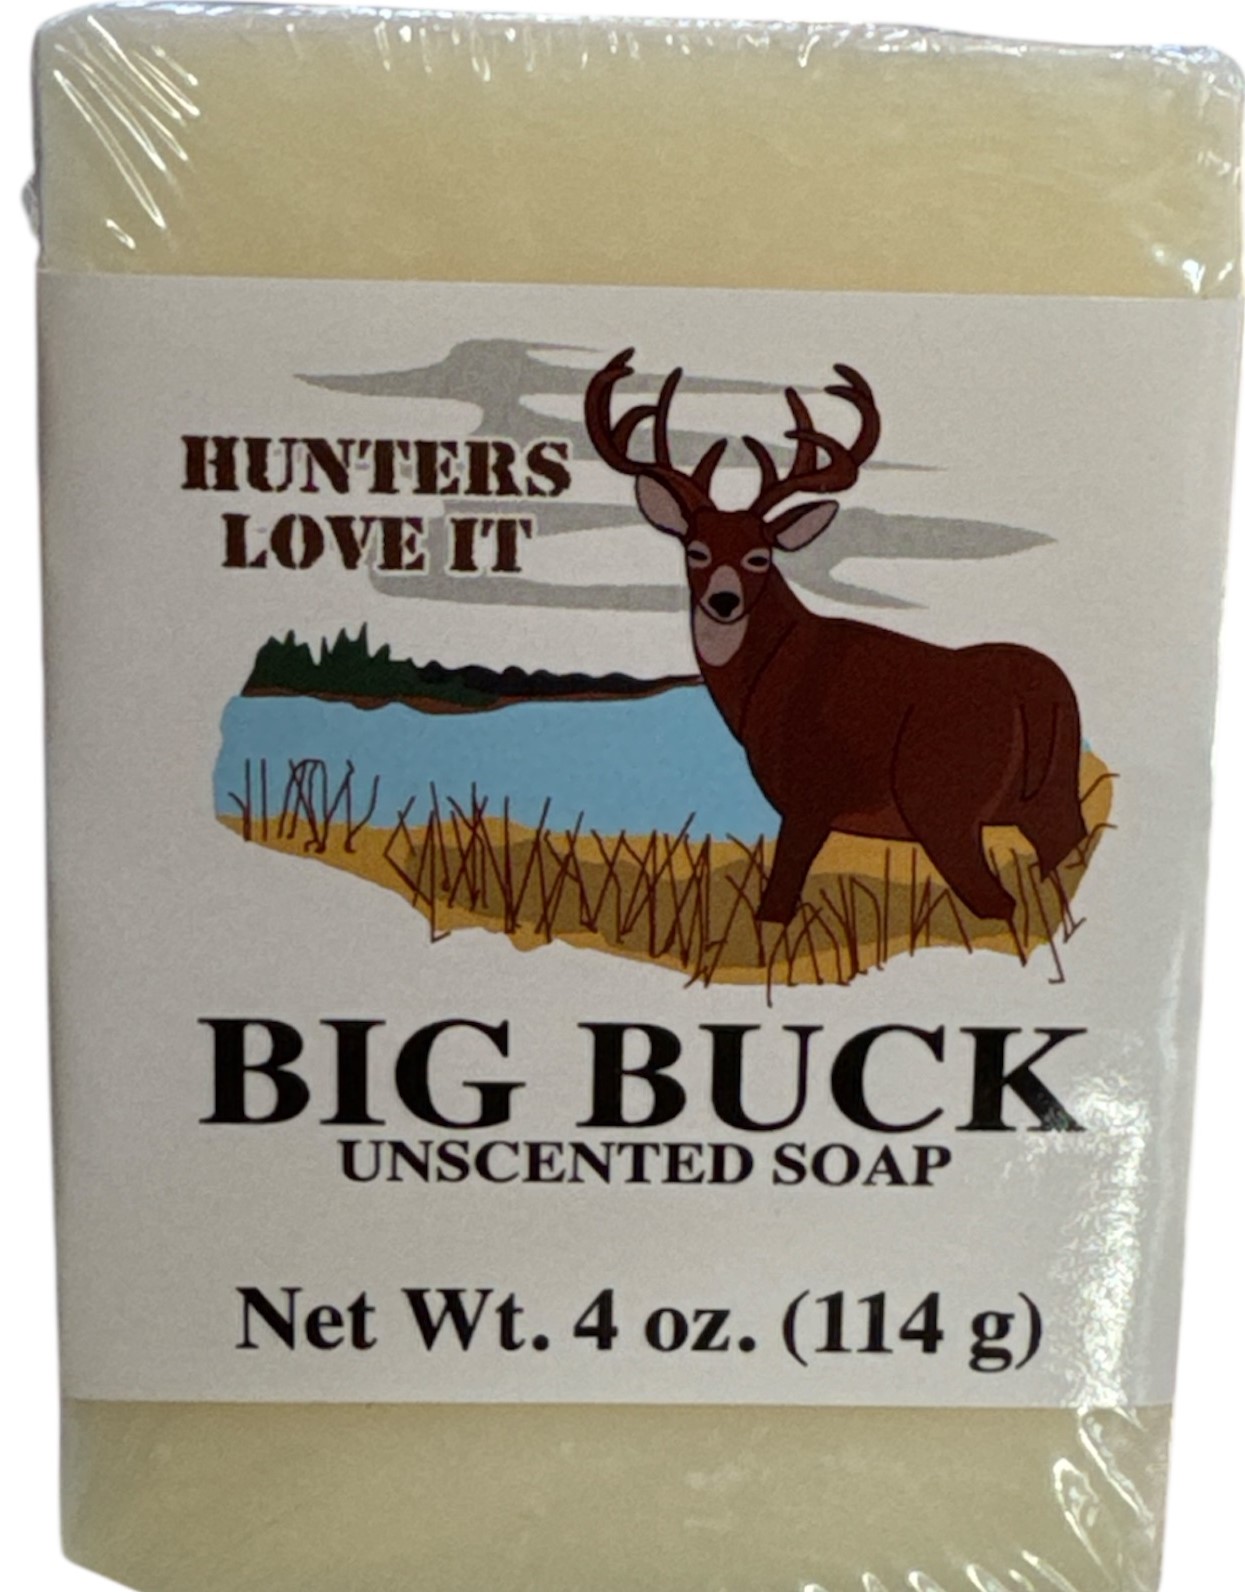 HUNTERS
LOVE IT
BIG BUCK
UNSCENTED SOAP
Net Wt. 4 oz. (114 g)